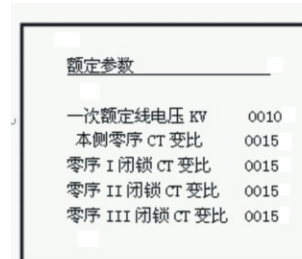 额定参数
一次额定线电压 KV 0010
本侧零序 CT 变比 0015
零序 I 闭锁 CT 变比 0015
零序 II 闭锁 CT 变比 0015
零序 III 闭锁 CT 变比 0015